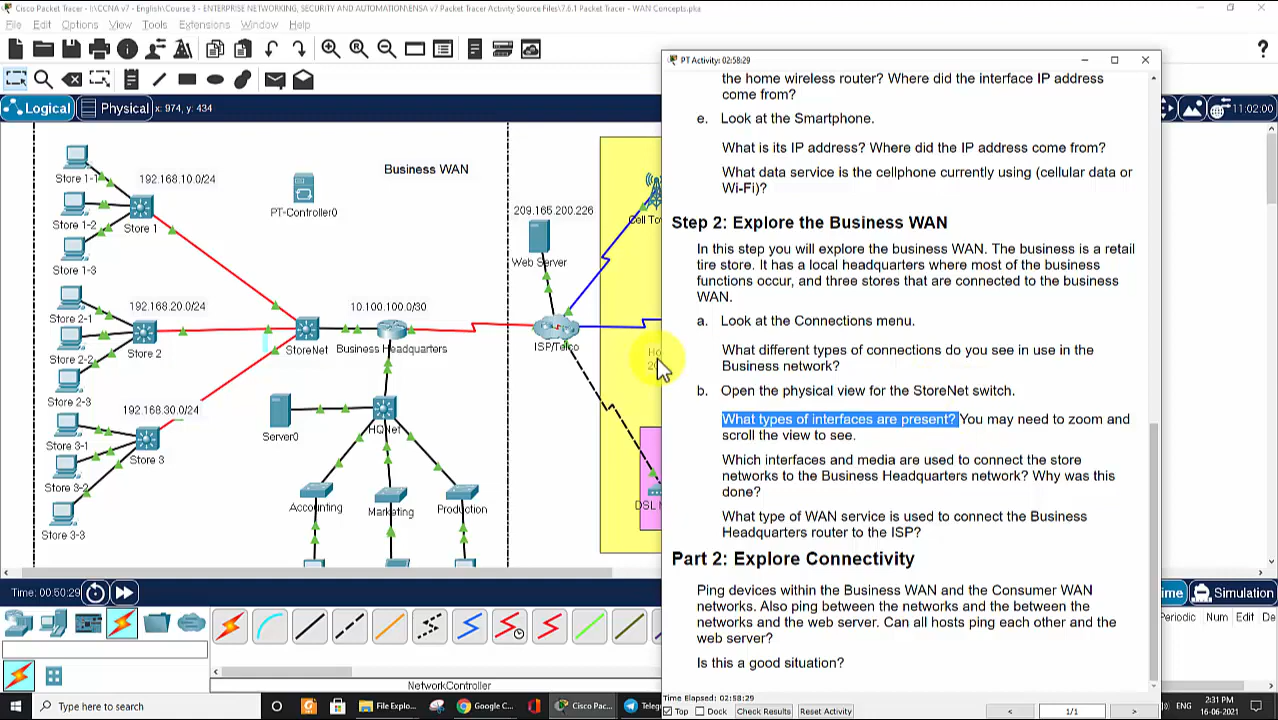 Cisco Packet Tracer - I:\CCNA v7 - English\Course 3 - ENTERPRISE NETWORKING, SECURITY AND AUTOMATION\ENSA v7 Packet Tracer Activity Source Files\7.6.1 Packet Tracer - WAN Concepts.pka
File Edit Options View Tools Extensions Window Help
?
Logical Physical x: 974, y: 434
11:02:00
Business WAN
Store 1-1
192.168.10.0/24
PT-Controller0
209.165.200.226
Store 1-2
Store 1
Cell To
Web Server
Store 1-3
Store 2-1
192.168.20.0/24
10.100.100.0/30
StoreNet
Business Headquarters
ISP/Telco
Store 2-2
Store 2
Store 2-3
192.168.30.0/24
Store 3-1
Server0
HQNet
Store 3
Store 3-2
Accounting
Marketing
Production
DSL
Store 3-3
PT Activity: 02:58:29
the home wireless router? Where did the interface IP address
come from?
e. Look at the Smartphone.
What is its IP address? Where did the IP address come from?
What data service is the cellphone currently using (cellular data or
Wi-Fi)?
Step 2: Explore the Business WAN
In this step you will explore the business WAN. The business is a retail
tire store. It has a local headquarters where most of the business
functions occur, and three stores that are connected to the business
WAN.
a. Look at the Connections menu.
What different types of connections do you see in use in the
Business network?
b. Open the physical view for the StoreNet switch.
What types of interfaces are present? You may need to zoom and
scroll the view to see.
Which interfaces and media are used to connect the store
networks to the Business Headquarters network? Why was this
done?
What type of WAN service is used to connect the Business
Headquarters router to the ISP?
Part 2: Explore Connectivity
Ping devices within the Business WAN and the Consumer WAN
networks. Also ping between the networks and the between the
networks and the web server. Can all hosts ping each other and the
web server?
Is this a good situation?
Time Elapsed: 02:58:29
Top Dock Check Results Reset Activity < 1/1 >
Time: 00:50:29
ime Simulation
Periodic Num Edit De
NetworkController
Type here to search
File Explo...
Google C...
Cisco Pac...
Telegr
ENG
2:31 PM
16-06-2021